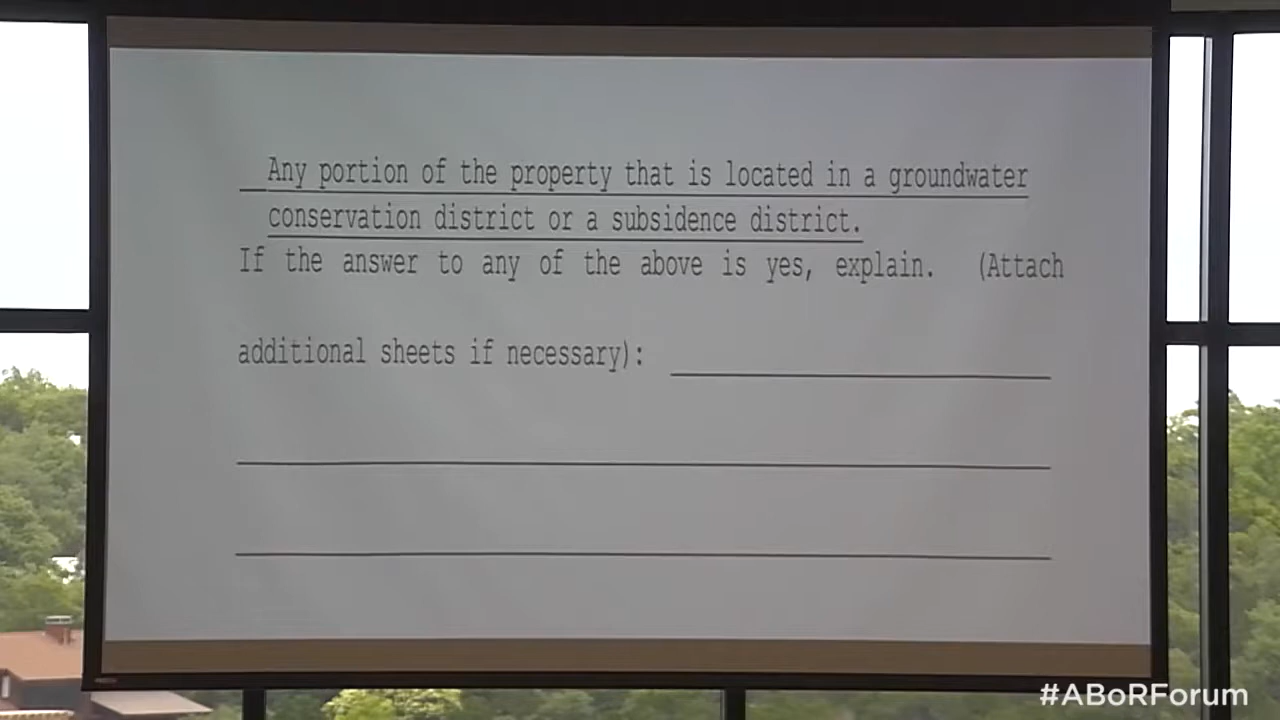 __Any portion of the property that is located in a groundwater
conservation district or a subsidence district.
If the answer to any of the above is yes, explain. (Attach
additional sheets if necessary):
#ABoRForum